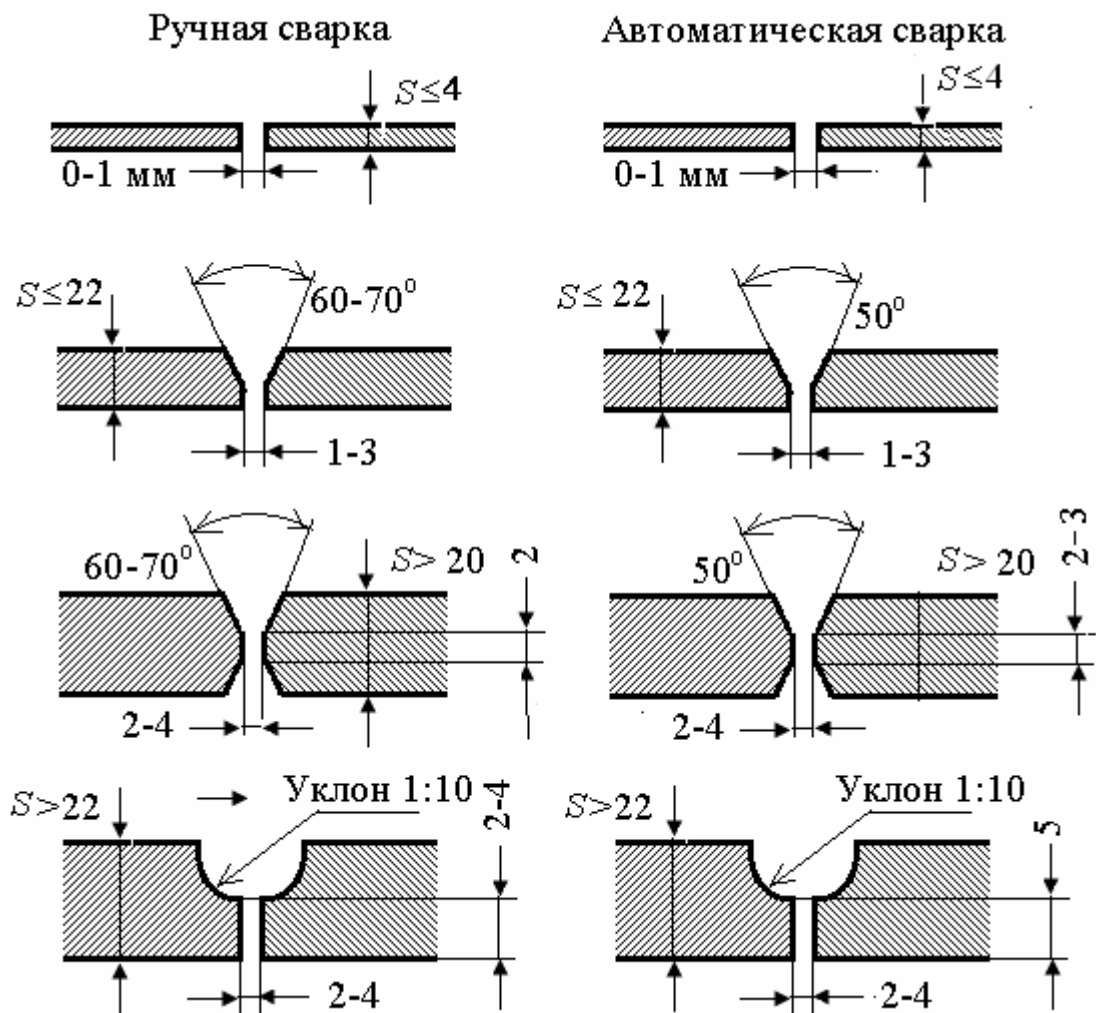 Ручная сварка
Автоматическая сварка
S≤4
0-1 мм
S≤4
0-1 мм
S≤22
60-70°
1-3
S≤ 22
50°
1-3
60-70°
S> 20
2
2-4
50°
S> 20
2-3
2-4
S>22
Уклон 1:10
2-4
2-4
S>22
Уклон 1:10
5
2-4